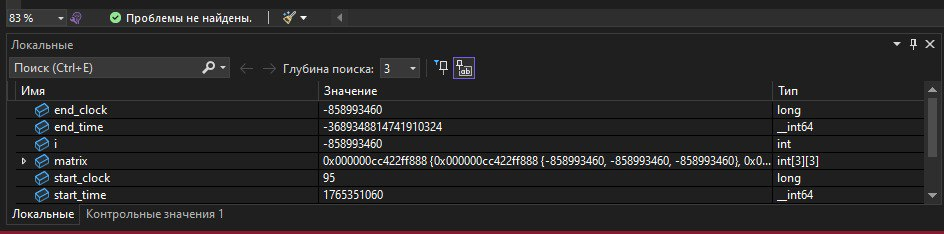 83 % Проблемы не найдены.
Локальные
Поиск (Ctrl+E) Глубина поиска: 3
Имя Значение Тип
end_clock -858993460 long
end_time -3689348814741910324 __int64
i -858993460 int
matrix 0x000000cc422ff888 {0x000000cc422ff888 {-858993460, -858993460, -858993460}, 0x0... int[3][3]
start_clock 95 long
start_time 1765351060 __int64
Локальные Контрольные значения 1